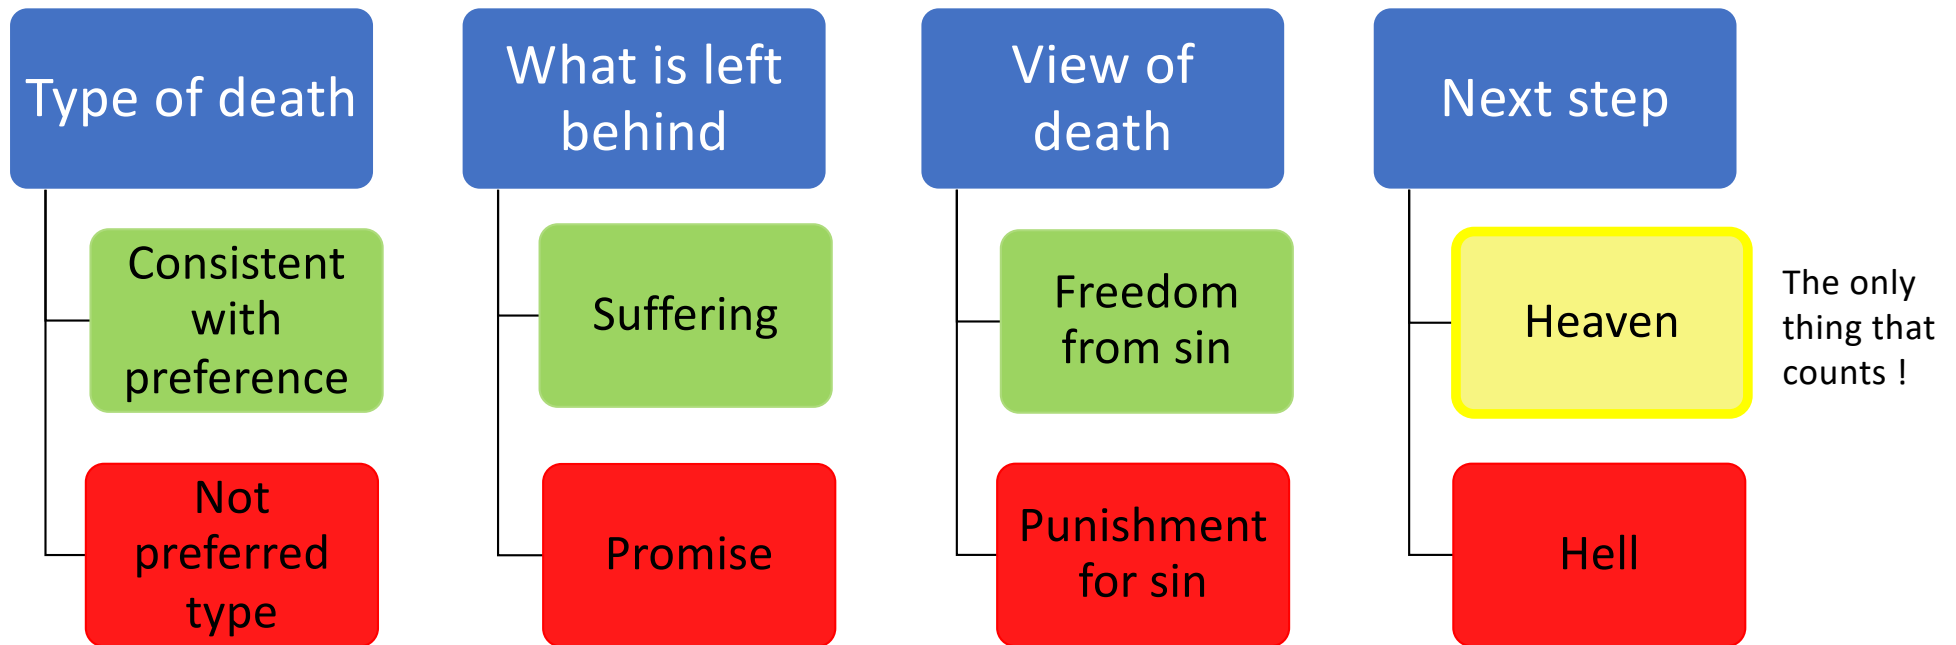 Type of death
Consistent
with
preference
Not
preferred
type
What is left
behind
Suffering
Promise
View of
death
Freedom
from sin
Punishment
for sin
Next step
Heaven
Hell
The only
thing that
counts !